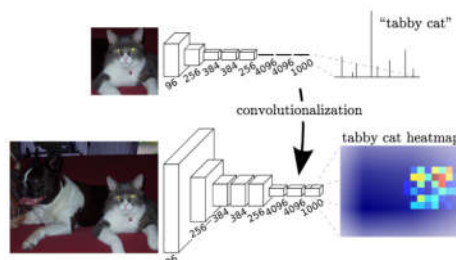 "tabby cat"
96 256 384 384 256 4096 4096 1000
convolutionalization
tabby cat heatmap
96 256 384 384 256 4096 4096 1000